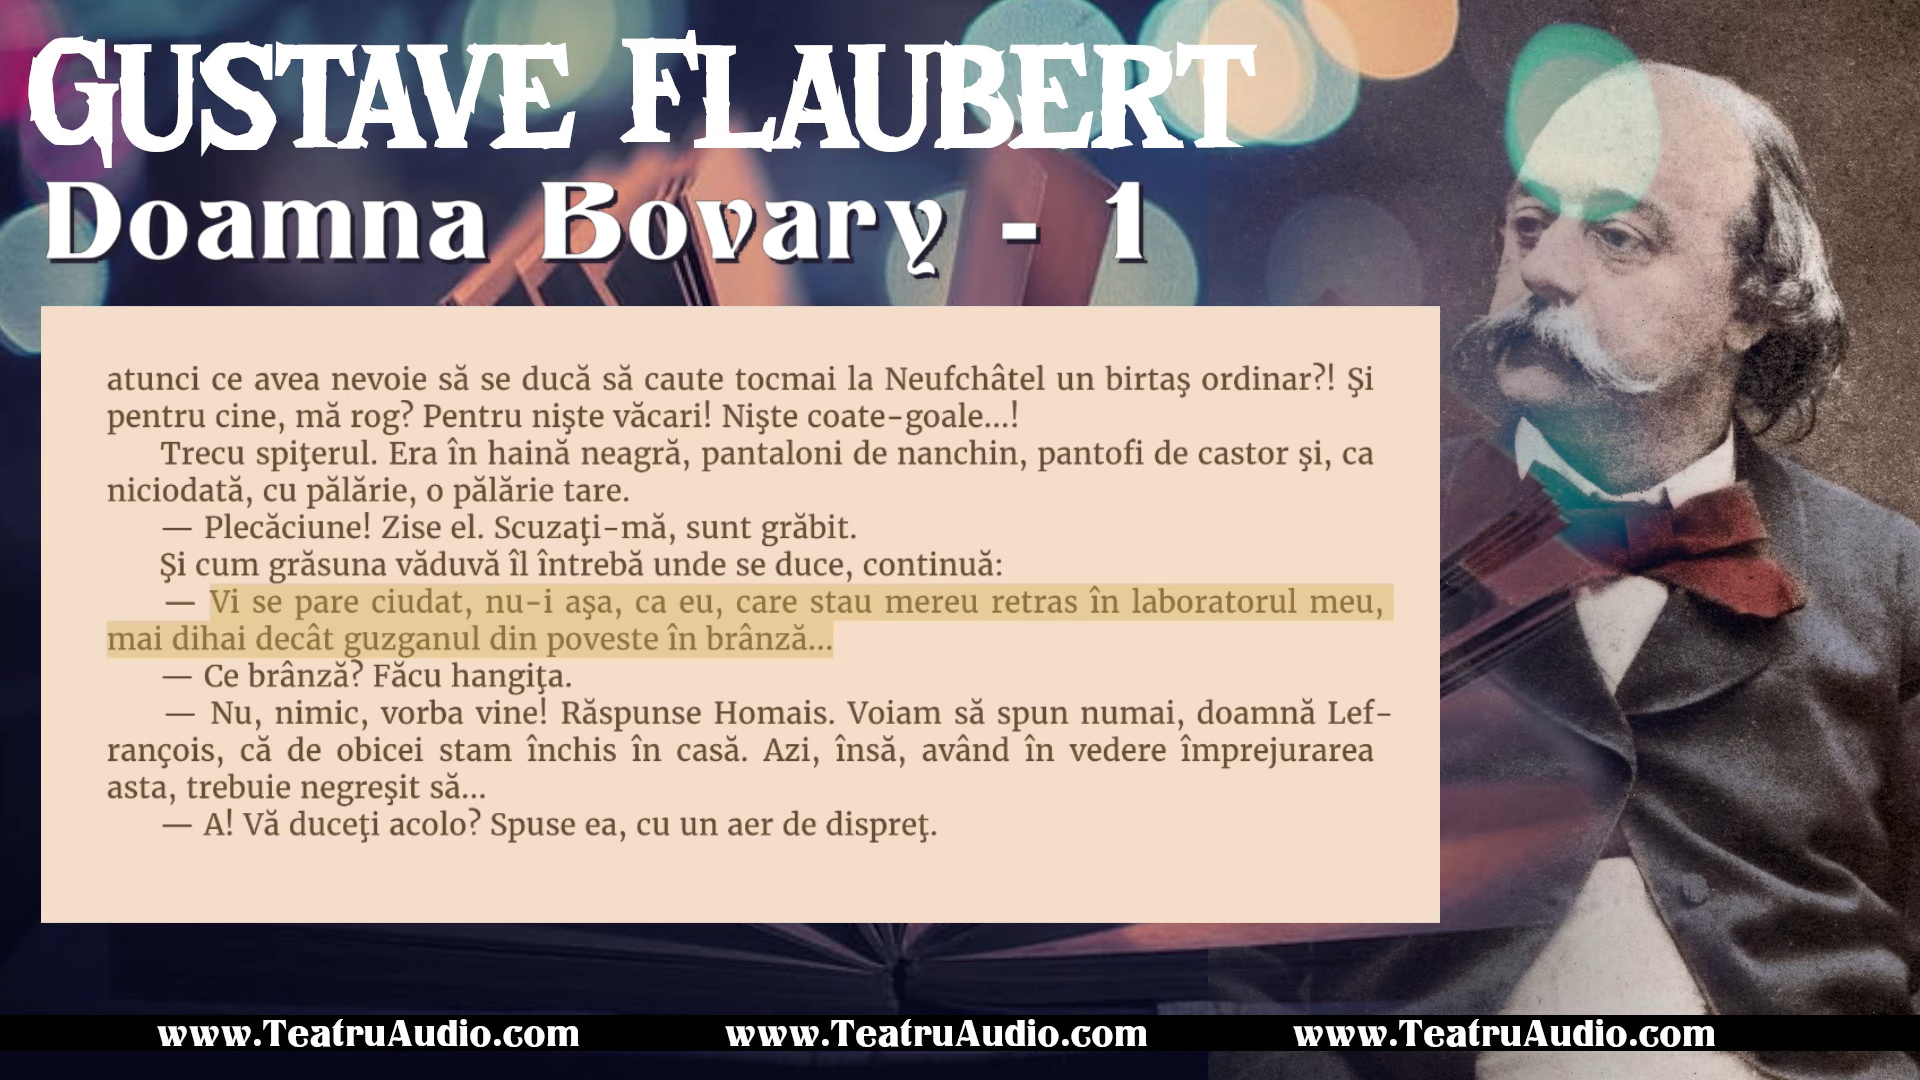 GUSTAVE FLAUBERT
Doamna Bovary - 1
atunci ce avea nevoie să se ducă să caute tocmai la Neufchâtel un birtaş ordinar?! Şi
pentru cine, mă rog? Pentru nişte văcari! Nişte coate-goale...!
Trecu spiţerul. Era în haină neagră, pantaloni de nanchin, pantofi de castor şi, ca
niciodată, cu pălărie, o pălărie tare.
— Plecăciune! Zise el. Scuzaţi-mă, sunt grăbit.
Şi cum grăsuna văduvă îl întrebă unde se duce, continuă:
— Vi se pare ciudat, nu-i aşa, ca eu, care stau mereu retras în laboratorul meu,
mai dihai decât guzganul din poveste în brânză...
— Ce brânză? Făcu hangiţa.
— Nu, nimic, vorba vine! Răspunse Homais. Voiam să spun numai, doamnă Lef-
rançois, că de obicei stam închis în casă. Azi, însă, având în vedere împrejurarea
asta, trebuie negreşit să...
— A! Vă duceţi acolo? Spuse ea, cu un aer de dispreţ.
www.TeatruAudio.com www.TeatruAudio.com www.TeatruAudio.com